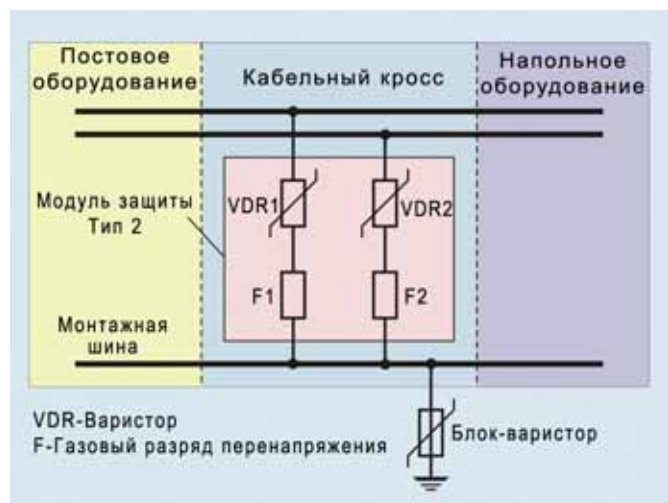 Постовое
оборудование
Кабельный кросс
Напольное
оборудование
Модуль защиты
Тип 2
VDR1
VDR2
F1
F2
Монтажная
шина
VDR-Варистор
F-Газовый разряд перенапряжения
Блок-варистор